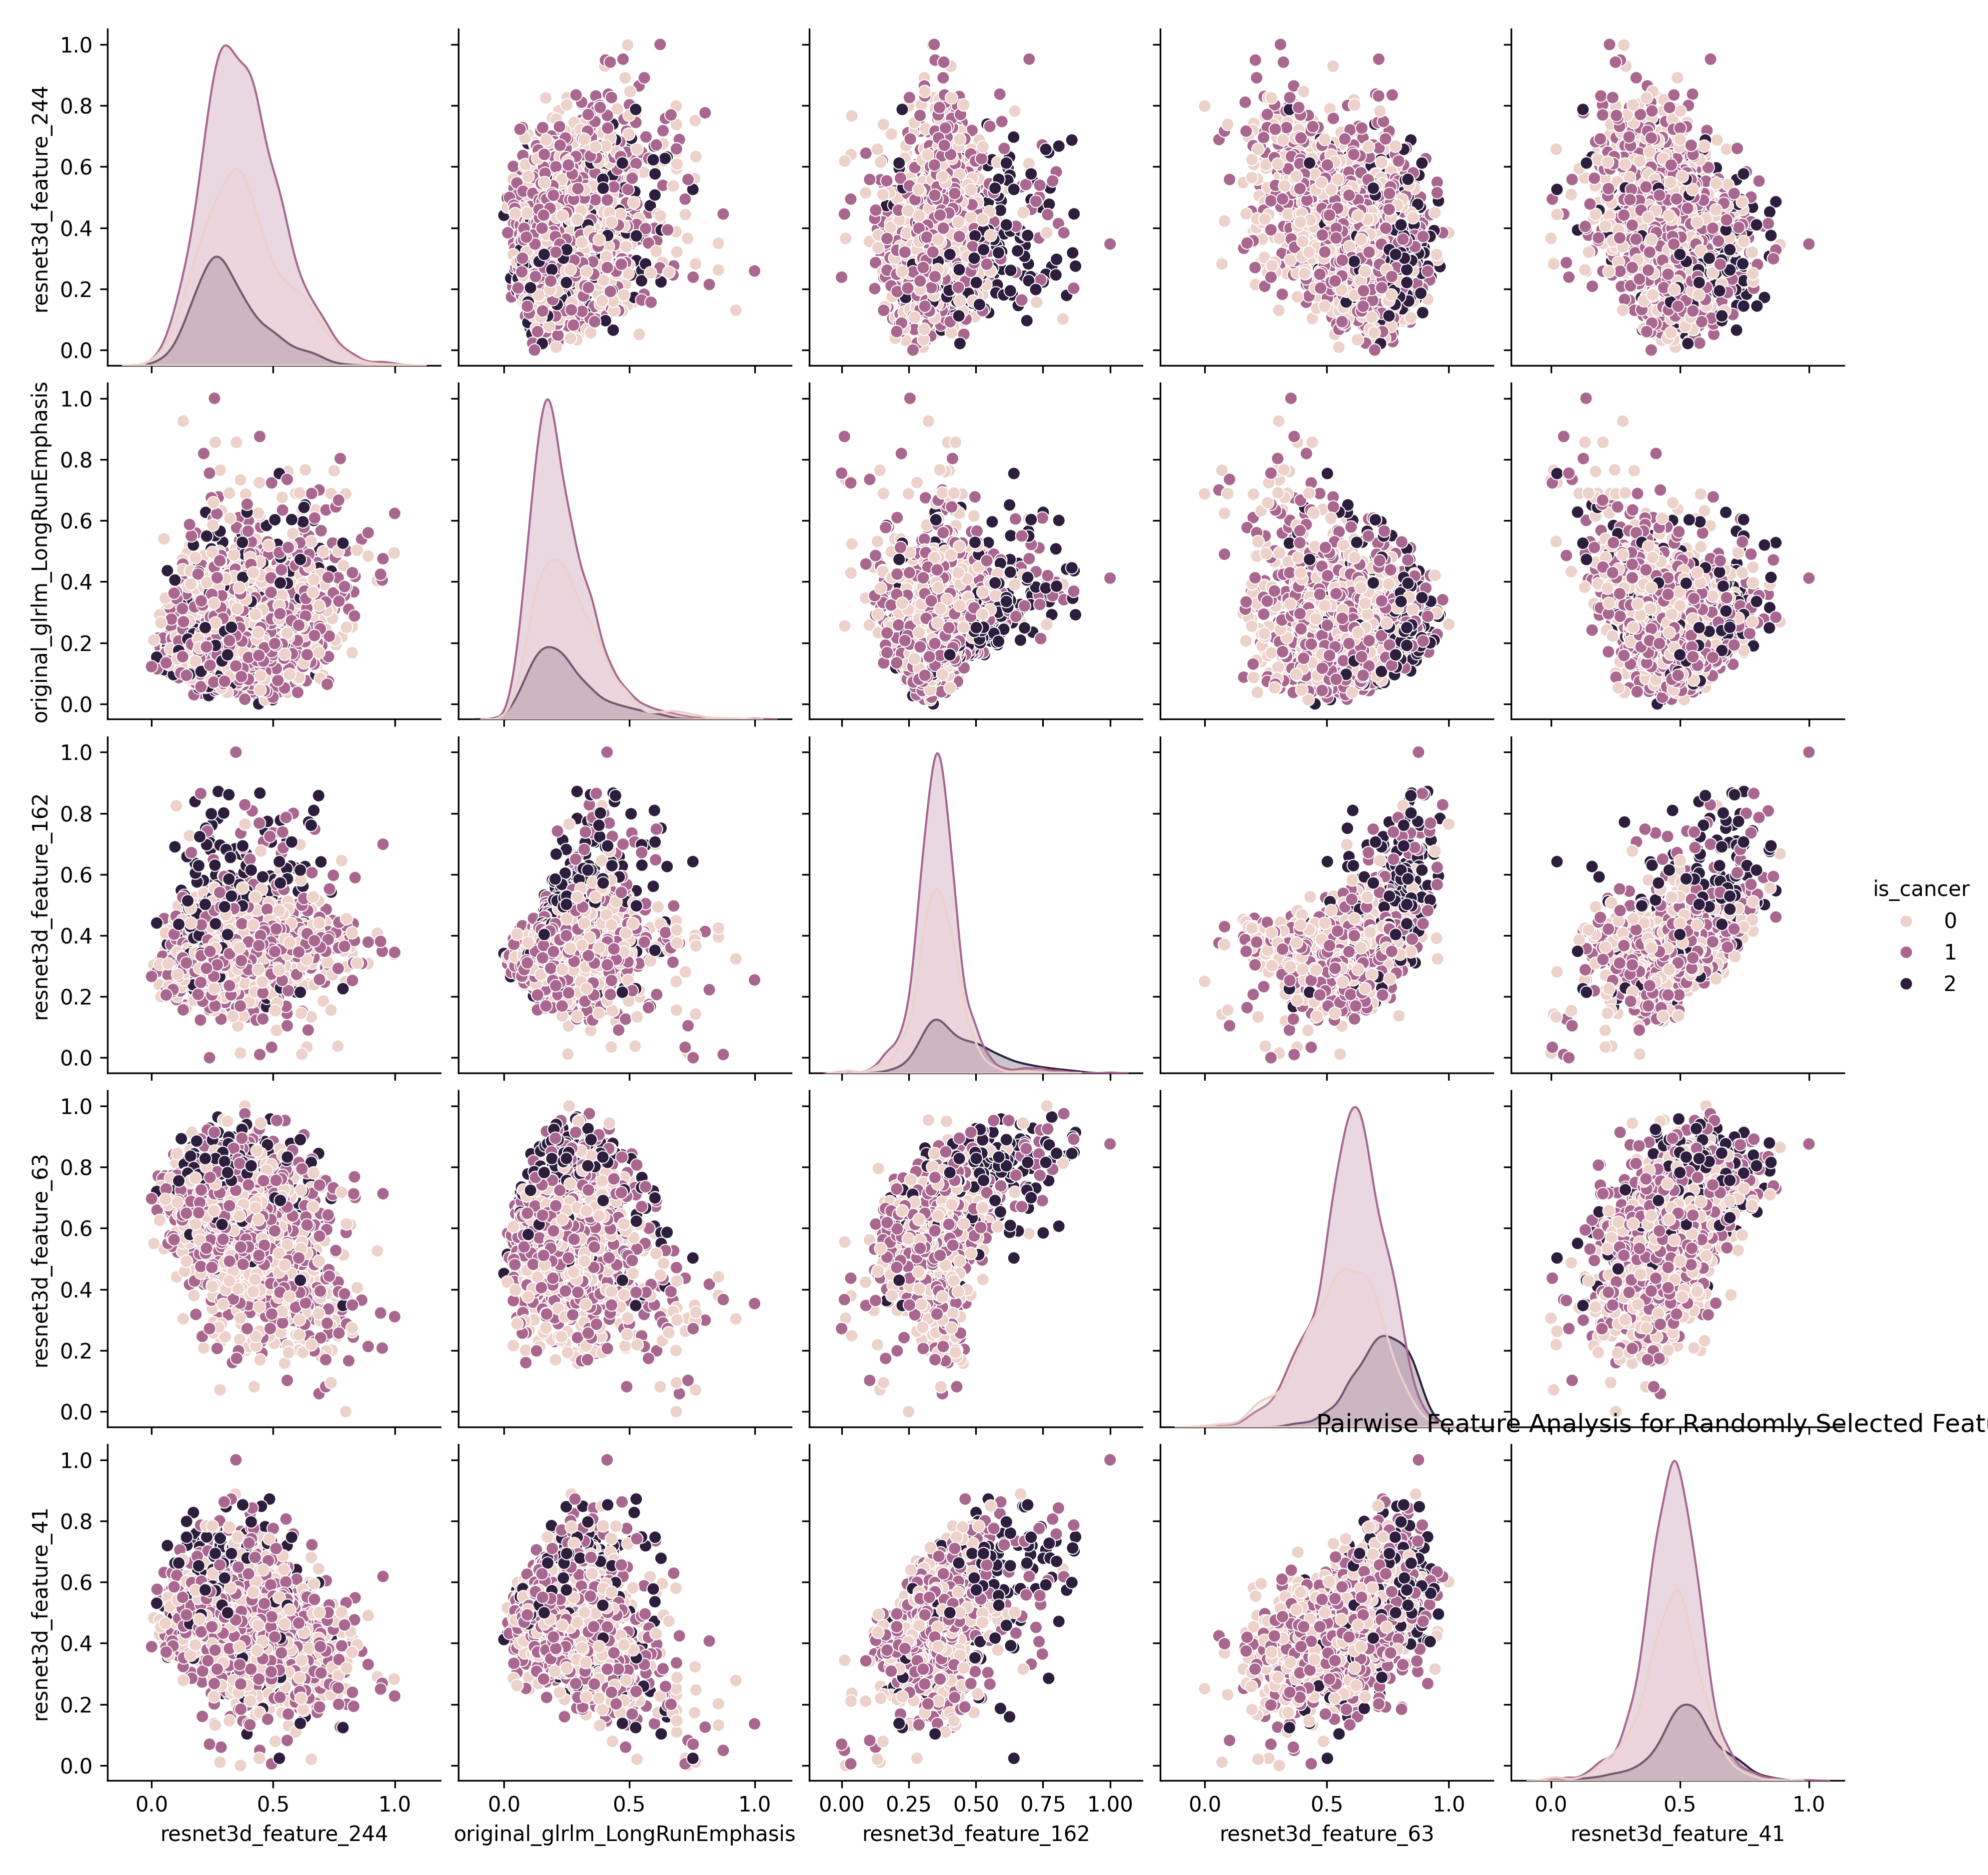 1.0
0.8
0.6
0.4
0.2
0.0
resnet3d_feature_244
1.0
0.8
0.6
0.4
0.2
0.0
original_glrlm_LongRunEmphasis
1.0
0.8
0.6
0.4
0.2
0.0
resnet3d_feature_162
is_cancer
0
1
2
1.0
0.8
0.6
0.4
0.2
0.0
resnet3d_feature_63
Pairwise Feature Analysis for Randomly Selected Feat
1.0
0.8
0.6
0.4
0.2
0.0
resnet3d_feature_41
0.0 0.5 1.0
resnet3d_feature_244
0.0 0.5 1.0
original_glrlm_LongRunEmphasis
0.00 0.25 0.50 0.75 1.00
resnet3d_feature_162
0.0 0.5 1.0
resnet3d_feature_63
0.0 0.5 1.0
resnet3d_feature_41